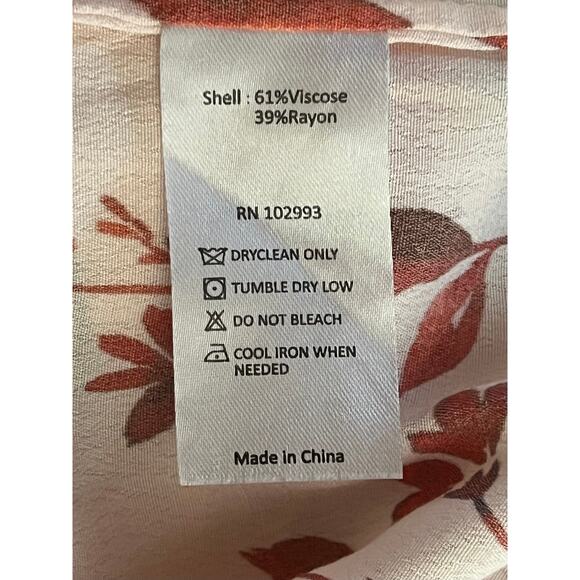 Shell : 61%Viscose
39%Rayon
RN 102993
DRYCLEAN ONLY
TUMBLE DRY LOW
DO NOT BLEACH
COOL IRON WHEN
NEEDED
Made in China